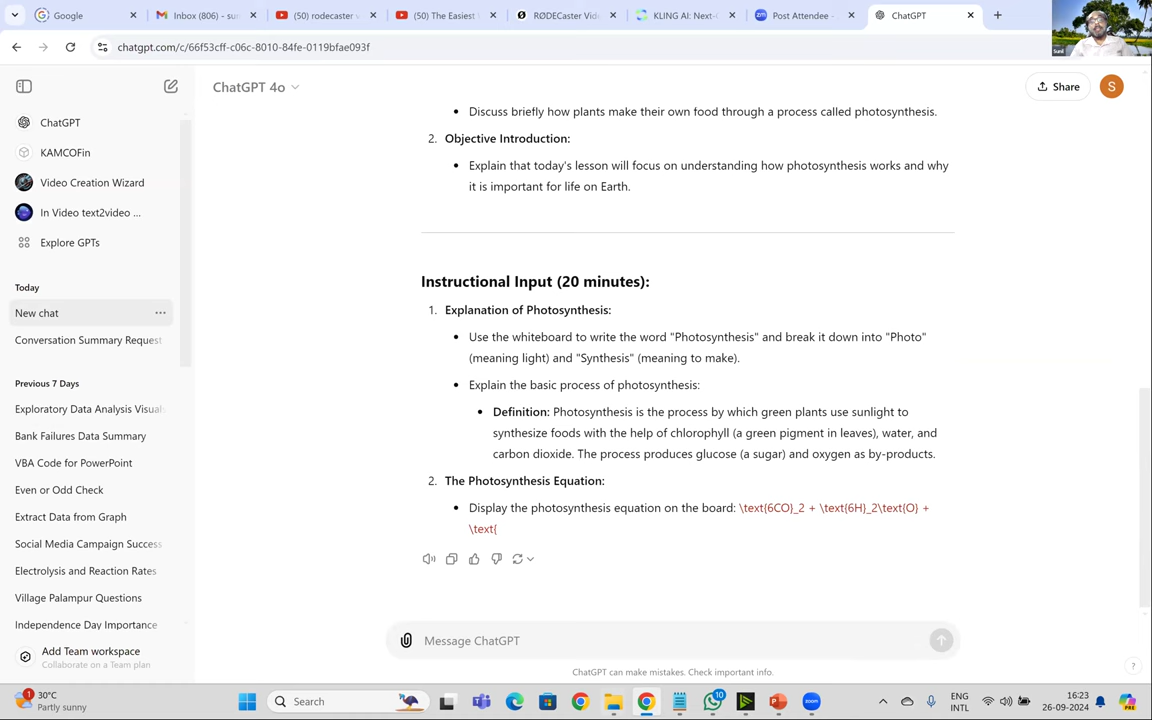 Google
Inbox (806) - su
(50) rodecaster v
(50) The Easiest
RØDECaster Vid
KLING AI: Next-
Post Attendee -
ChatGPT
chatgpt.com/c/66f53cff-c06c-8010-84fe-0119bfae093f
Sunil
ChatGPT 4o
Share
S
ChatGPT
KAMCOFin
Video Creation Wizard
In Video text2video ...
Explore GPTs
Today
New chat
Conversation Summary Request
Previous 7 Days
Exploratory Data Analysis Visual
Bank Failures Data Summary
VBA Code for PowerPoint
Even or Odd Check
Extract Data from Graph
Social Media Campaign Success
Electrolysis and Reaction Rates
Village Palampur Questions
Independence Day Importance
Add Team workspace
Collaborate on a Team plan
• Discuss briefly how plants make their own food through a process called photosynthesis.
2. Objective Introduction:
• Explain that today's lesson will focus on understanding how photosynthesis works and why
it is important for life on Earth.
Instructional Input (20 minutes):
1. Explanation of Photosynthesis:
• Use the whiteboard to write the word "Photosynthesis" and break it down into "Photo"
(meaning light) and "Synthesis" (meaning to make).
• Explain the basic process of photosynthesis:
• Definition: Photosynthesis is the process by which green plants use sunlight to
synthesize foods with the help of chlorophyll (a green pigment in leaves), water, and
carbon dioxide. The process produces glucose (a sugar) and oxygen as by-products.
2. The Photosynthesis Equation:
• Display the photosynthesis equation on the board: \text{6CO}_2 + \text{6H}_2\text{O} +
\text{
Message ChatGPT
ChatGPT can make mistakes. Check important info.
?
1
30°C
Partly sunny
Search
10
ENG
INTL
16:23
26-09-2024
PRE